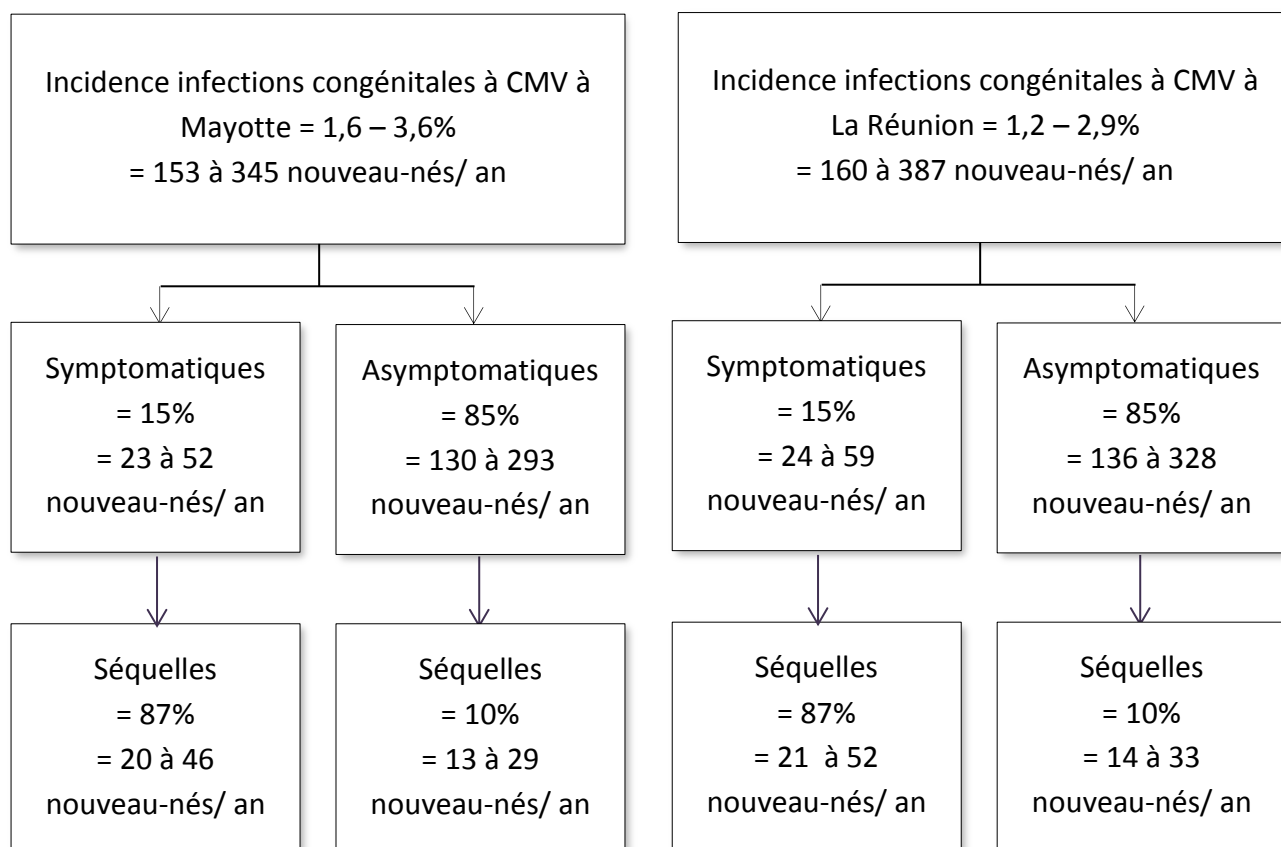 Incidence infections congénitales à CMV à
Mayotte = 1,6 – 3,6%
= 153 à 345 nouveau-nés/ an
Incidence infections congénitales à CMV à
La Réunion = 1,2 – 2,9%
= 160 à 387 nouveau-nés/ an
Symptomatiques
= 15%
= 23 à 52
nouveau-nés/ an
Asymptomatiques
= 85%
= 130 à 293
nouveau-nés/ an
Symptomatiques
= 15%
= 24 à 59
nouveau-nés/ an
Asymptomatiques
= 85%
= 136 à 328
nouveau-nés/ an
Séquelles
= 87%
= 20 à 46
nouveau-nés/ an
Séquelles
= 10%
= 13 à 29
nouveau-nés/ an
Séquelles
= 87%
= 21 à 52
nouveau-nés/ an
Séquelles
= 10%
= 14 à 33
nouveau-nés/ an